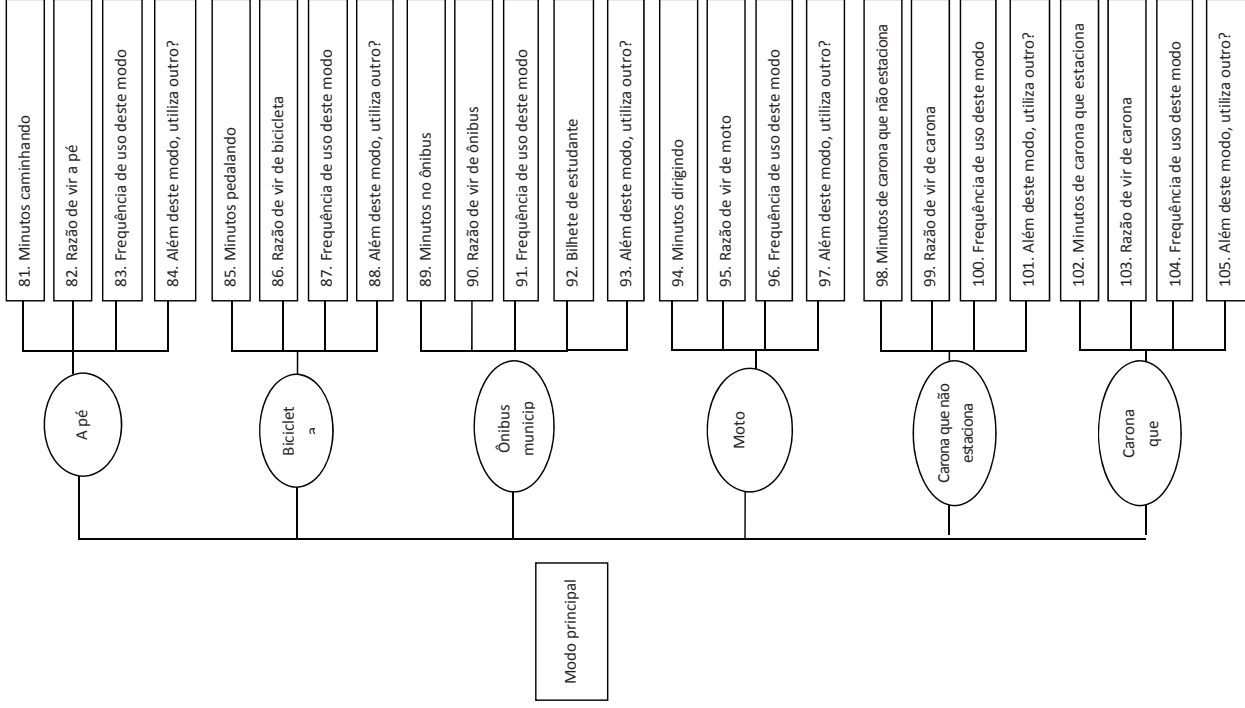 Modo principal
A pé
81. Minutos caminhando
82. Razão de vir a pé
83. Frequência de uso deste modo
84. Além deste modo, utiliza outro?
Biciclet
a
85. Minutos pedalando
86. Razão de vir de bicicleta
87. Frequência de uso deste modo
88. Além deste modo, utiliza outro?
Ônibus
municip
89. Minutos no ônibus
90. Razão de vir de ônibus
91. Frequência de uso deste modo
92. Bilhete de estudante
93. Além deste modo, utiliza outro?
Moto
94. Minutos dirigindo
95. Razão de vir de moto
96. Frequência de uso deste modo
97. Além deste modo, utiliza outro?
Carona que não
estaciona
98. Minutos de carona que não estaciona
99. Razão de vir de carona
100. Frequência de uso deste modo
101. Além deste modo, utiliza outro?
Carona
que
102. Minutos de carona que estaciona
103. Razão de vir de carona
104. Frequência de uso deste modo
105. Além deste modo, utiliza outro?